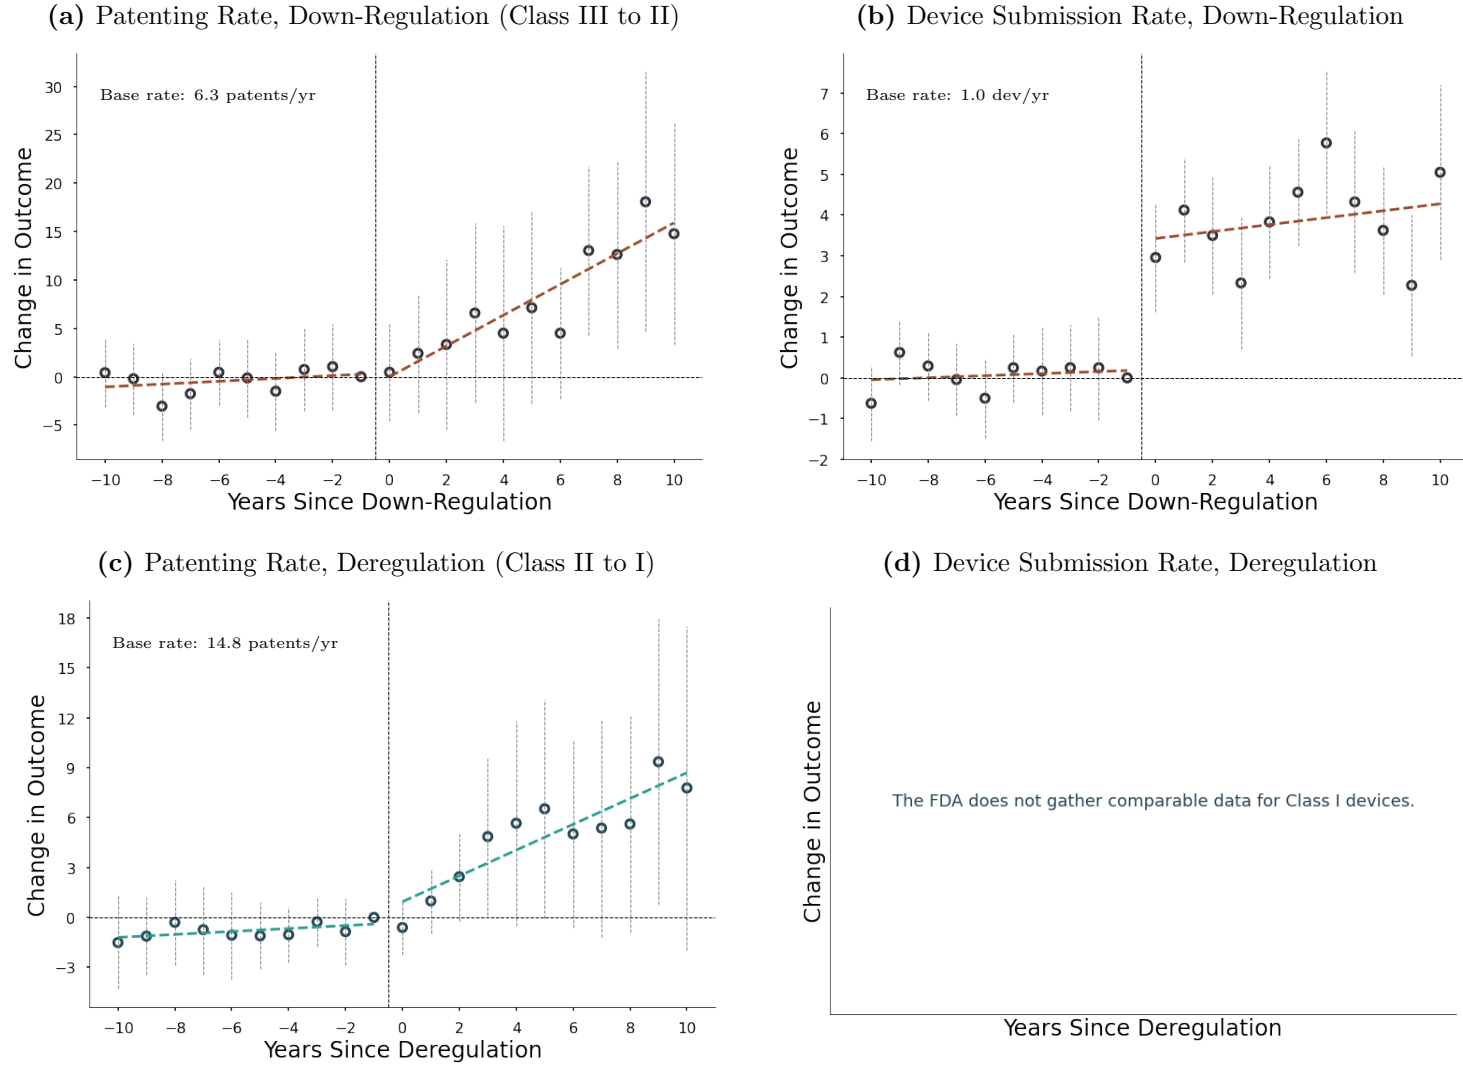 (a) Patenting Rate, Down-Regulation (Class III to II)
Base rate: 6.3 patents/yr
Change in Outcome
30
25
20
15
10
5
0
−5
−10 −8 −6 −4 −2 0 2 4 6 8 10
Years Since Down-Regulation
(b) Device Submission Rate, Down-Regulation
Base rate: 1.0 dev/yr
Change in Outcome
7
6
5
4
3
2
1
0
−1
−2
−10 −8 −6 −4 −2 0 2 4 6 8 10
Years Since Down-Regulation
(c) Patenting Rate, Deregulation (Class II to I)
Base rate: 14.8 patents/yr
Change in Outcome
18
15
12
9
6
3
0
−3
−10 −8 −6 −4 −2 0 2 4 6 8 10
Years Since Deregulation
(d) Device Submission Rate, Deregulation
Change in Outcome
The FDA does not gather comparable data for Class I devices.
Years Since Deregulation